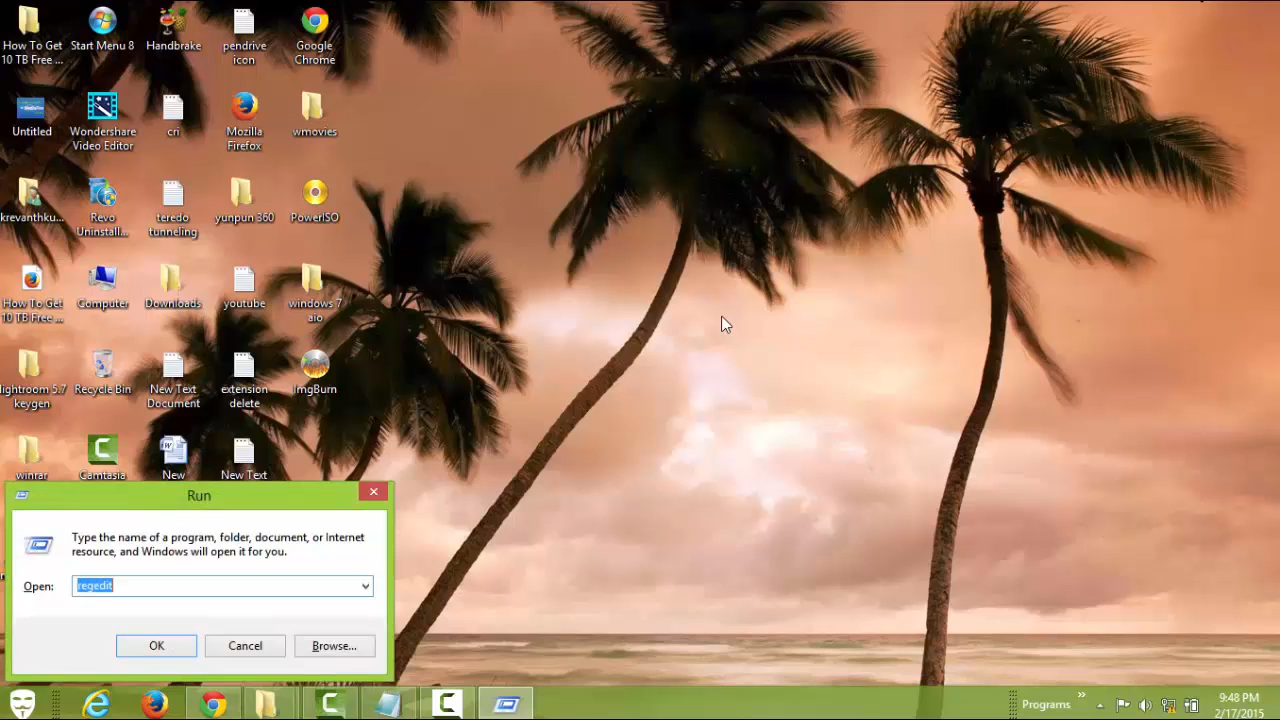 How To Get
10 TB Free ...
Start Menu 8
Handbrake
pendrive
icon
Google
Chrome
Untitled
Wondershare
Video Editor
cri
Mozilla
Firefox
wmovies
krevanthku...
Revo
Uninstall...
teredo
tunneling
yunpun 360
PowerISO
How To Get
10 TB Free ...
Computer
Downloads
youtube
windows 7
aio
lightroom 5.7
keygen
Recycle Bin
New Text
Document
extension
delete
ImgBurn
winrar
Camtasia
New
New Text
Run
Type the name of a program, folder, document, or Internet
resource, and Windows will open it for you.
Open:
regedit
OK
Cancel
Browse...
Programs
9:48 PM
2/17/2015